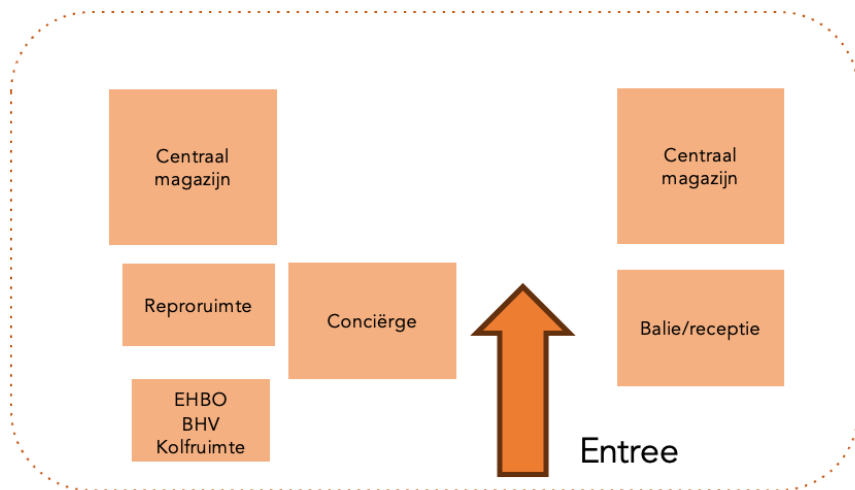 Centraal
magazijn
Centraal
magazijn
Reproruimte
Conciërge
Balie/receptie
EHBO
BHV
Kolfruimte
Entree